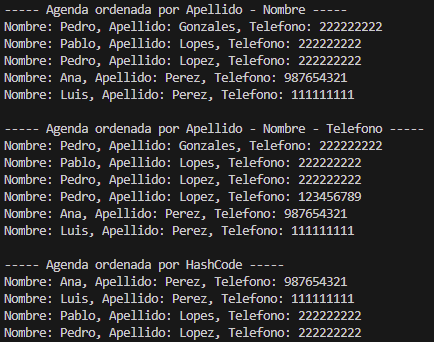 ----- Agenda ordenada por Apellido - Nombre -----
Nombre: Pedro, Apellido: Gonzales, Telefono: 222222222
Nombre: Pablo, Apellido: Lopes, Telefono: 222222222
Nombre: Pedro, Apellido: Lopez, Telefono: 222222222
Nombre: Ana, Apellido: Perez, Telefono: 987654321
Nombre: Luis, Apellido: Perez, Telefono: 111111111
----- Agenda ordenada por Apellido - Nombre - Telefono -----
Nombre: Pedro, Apellido: Gonzales, Telefono: 222222222
Nombre: Pablo, Apellido: Lopes, Telefono: 222222222
Nombre: Pedro, Apellido: Lopez, Telefono: 222222222
Nombre: Pedro, Apellido: Lopez, Telefono: 123456789
Nombre: Ana, Apellido: Perez, Telefono: 987654321
Nombre: Luis, Apellido: Perez, Telefono: 111111111
----- Agenda ordenada por HashCode -----
Nombre: Ana, Apellido: Perez, Telefono: 987654321
Nombre: Luis, Apellido: Perez, Telefono: 111111111
Nombre: Pablo, Apellido: Lopes, Telefono: 222222222
Nombre: Pedro, Apellido: Lopez, Telefono: 222222222